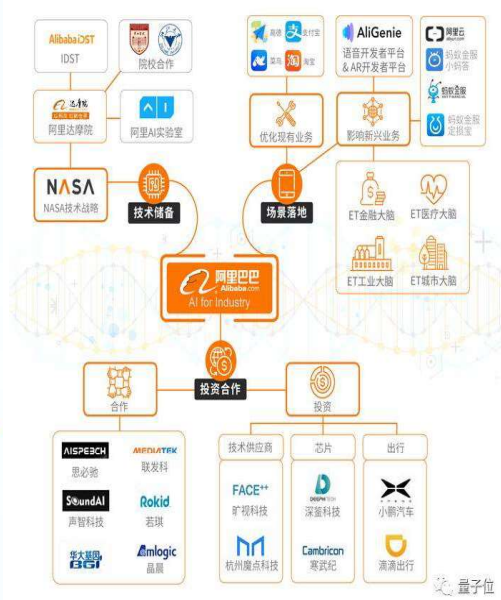 Alibaba iDST
IDST
院校合作
达摩院
阿里达摩院
阿里AI实验室
NASA
NASA技术战略
技术储备
高德
支付宝
菜鸟
淘
淘宝
优化现有业务
AliGenie
语音开发者平台
& AR开发者平台
阿里云
蚂蚁金服
小码答
蚂蚁金服
蚂蚁金服
定损宝
影响新兴业务
场景落地
ET金融大脑
ET医疗大脑
ET工业大脑
ET城市大脑
阿里巴巴
Alibaba.com
AI for Industry
投资合作
合作
投资
AISPEECH
思必驰
MEDIATEK
联发科
SoundAI
声智科技
Rokid
若琪
华大基因
BGI
Amlogic
晶晨
技术供应商
芯片
出行
FACE++
旷视科技
DEEPHi TECH
深鉴科技
小鹏汽车
杭州魔点科技
Cambricon
寒武纪
滴滴出行
量子位